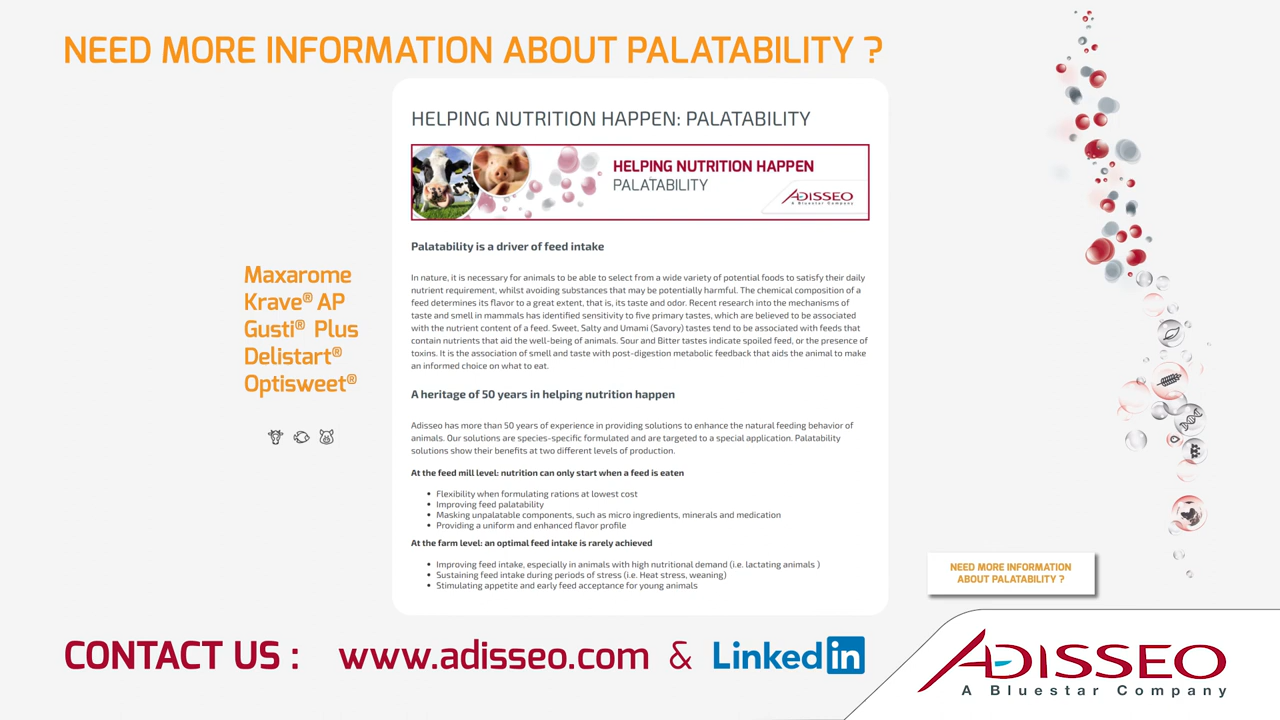 NEED MORE INFORMATION ABOUT PALATABILITY ?
HELPING NUTRITION HAPPEN: PALATABILITY
HELPING NUTRITION HAPPEN
PALATABILITY
ADISSEO
A Bluestar Company
Palatability is a driver of feed intake
In nature, it is necessary for animals to be able to select from a wide variety of potential foods to satisfy their daily
nutrient requirement, whilst avoiding substances that may be potentially harmful. The chemical composition of a
feed determines its flavor to a great extent, that is, its taste and odor. Recent research into the mechanisms of
taste and smell in mammals has identified sensitivity to five primary tastes, which are believed to be associated
with the nutrient content of a feed. Sweet, Salty and Umami (Savory) tastes tend to be associated with feeds that
contain nutrients that aid the well-being of animals. Sour and Bitter tastes indicate spoiled feed, or the presence of
toxins. It is the association of smell and taste with post-digestion metabolic feedback that aids the animal to make
an informed choice on what to eat.
A heritage of 50 years in helping nutrition happen
Adisseo has more than 50 years of experience in providing solutions to enhance the natural feeding behavior of
animals. Our solutions are species-specific formulated and are targeted to a special application. Palatability
solutions show their benefits at two different levels of production.
At the feed mill level: nutrition can only start when a feed is eaten
• Flexibility when formulating rations at lowest cost
• Improving feed palatability
• Masking unpalatable components, such as micro ingredients, minerals and medication
• Providing a uniform and enhanced flavor profile
At the farm level: an optimal feed intake is rarely achieved
• Improving feed intake, especially in animals with high nutritional demand (i.e. lactating animals )
• Sustaining feed intake during periods of stress (i.e. Heat stress, weaning)
• Stimulating appetite and early feed acceptance for young animals
Maxarome
Krave® AP
Gusti® Plus
Delistart®
Optisweet®
NEED MORE INFORMATION
ABOUT PALATABILITY ?
CONTACT US : www.adisseo.com & Linkedin
ADISSEO
A Bluestar Company